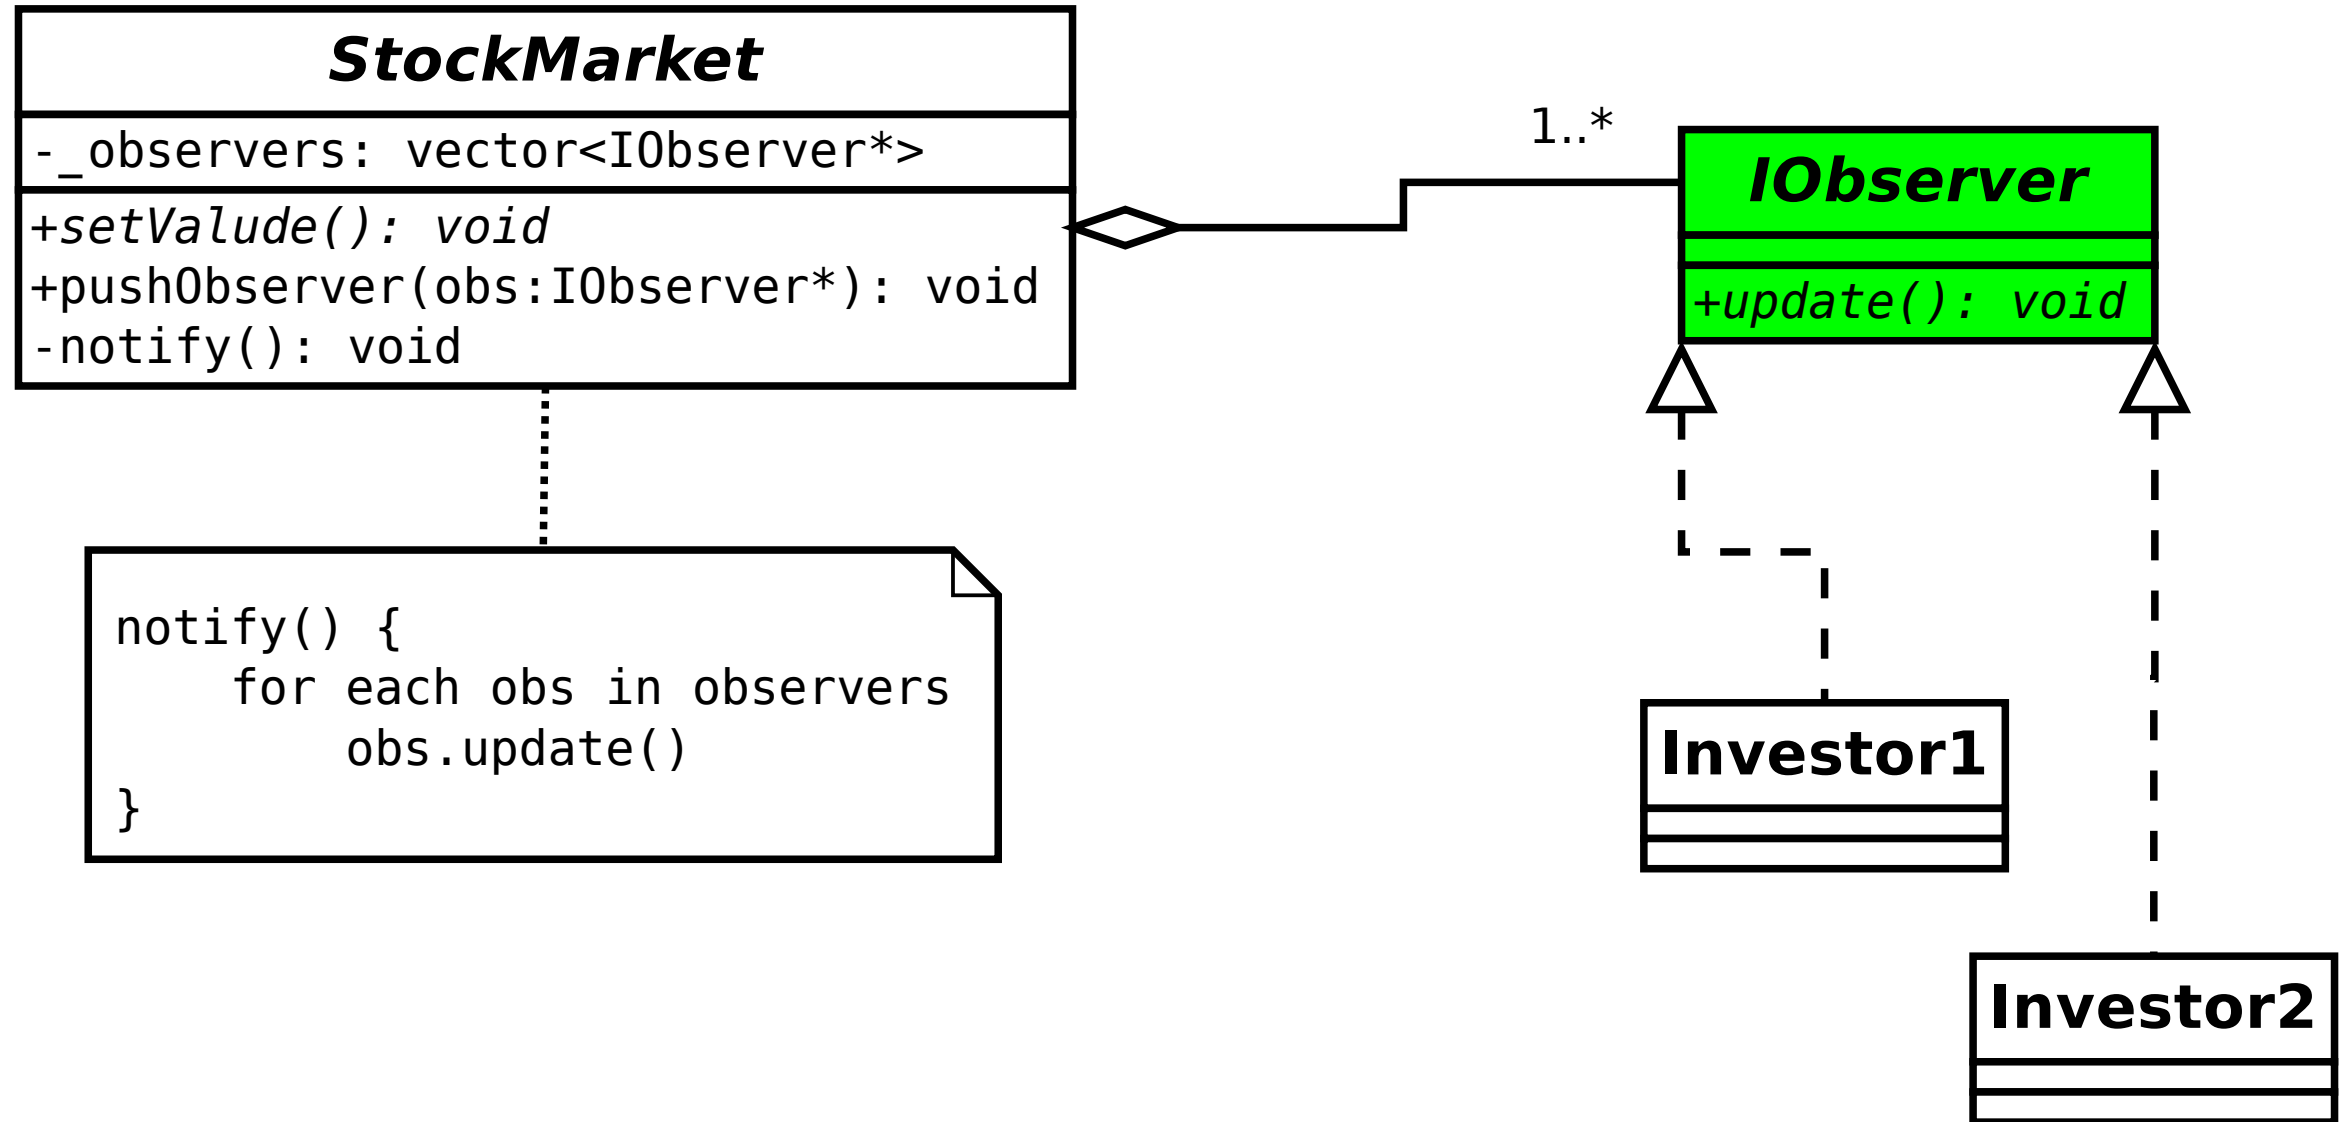 StockMarket
-_observers: vector<IObserver*>
+setValude(): void
+pushObserver(obs:IObserver*): void
-notify(): void
1..*
IObserver
+update(): void
notify() {
    for each obs in observers
        obs.update()
}
Investor1
Investor2